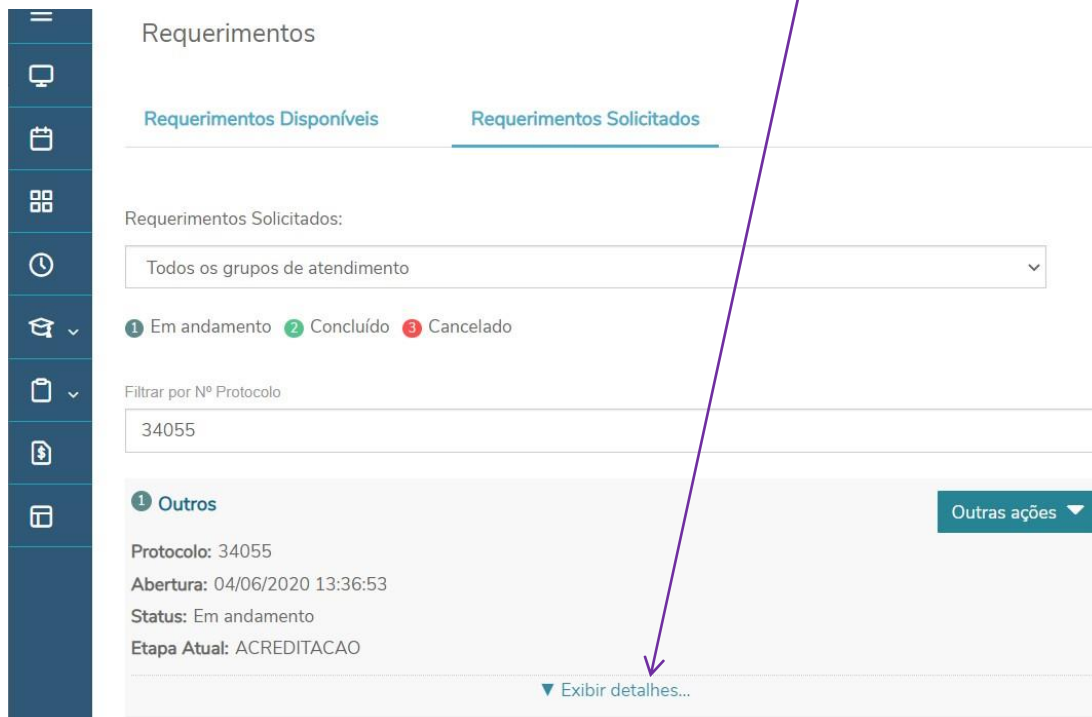 Requerimentos
Requerimentos Disponíveis Requerimentos Solicitados
Requerimentos Solicitados:
Todos os grupos de atendimento
1 Em andamento 2 Concluído 3 Cancelado
Filtrar por Nº Protocolo
34055
1 Outros
Outras ações
Protocolo: 34055
Abertura: 04/06/2020 13:36:53
Status: Em andamento
Etapa Atual: ACREDITACAO
▼ Exibir detalhes...